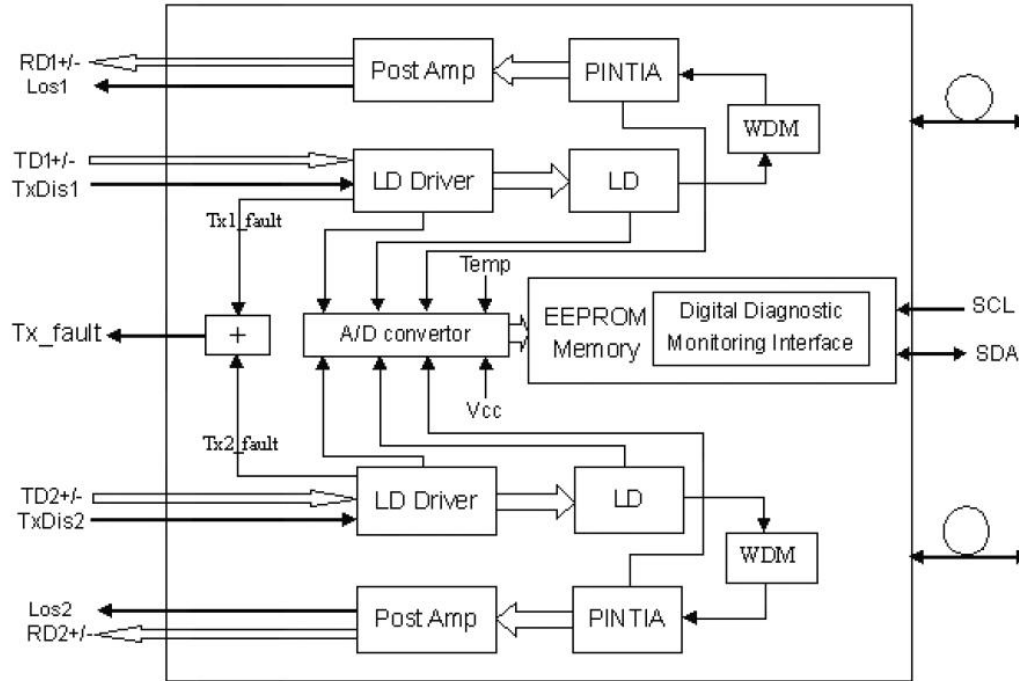 RD1+/-
Los1
Post Amp
PINTIA
WDM
TD1+/-
TxDis1
LD Driver
LD
Tx1_fault
Temp
Tx_fault
+
A/D convertor
EEPROM
Memory
Digital Diagnostic
Monitoring Interface
SCL
SDA
Vcc
Tx2_fault
TD2+/-
TxDis2
LD Driver
LD
WDM
Los2
RD2+/-
Post Amp
PINTIA